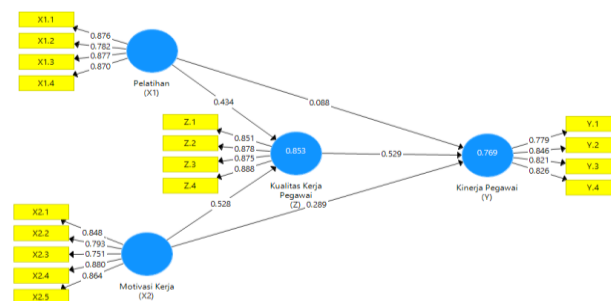 X1.1
X1.2
X1.3
X1.4
0.876
0.782
0.877
0.870
Pelatihan
(X1)
0.434
0.088
Z.1
Z.2
Z.3
Z.4
0.851
0.878
0.875
0.888
0.853
Kualitas Kerja
Pegawai
(Z)
0.529
0.769
Kinerja Pegawai
(Y)
0.779
0.846
0.821
0.826
Y.1
Y.2
Y.3
Y.4
0.528
0.289
X2.1
X2.2
X2.3
X2.4
X2.5
0.848
0.793
0.751
0.880
0.864
Motivasi Kerja
(X2)